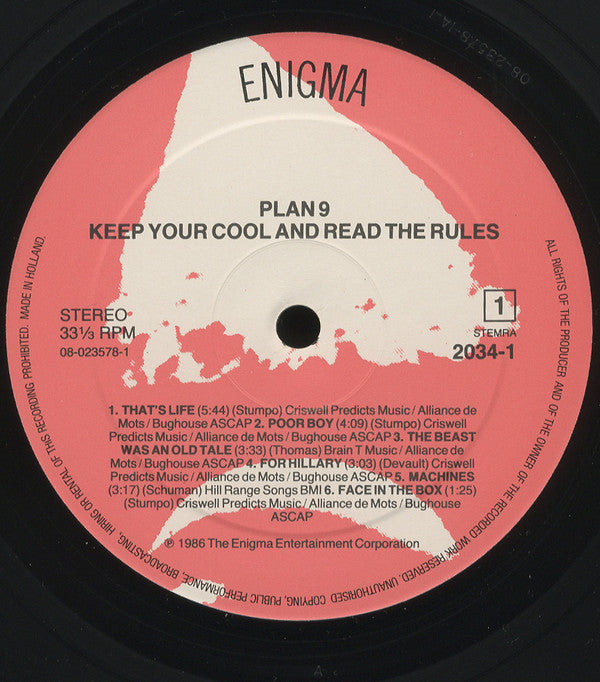 ENIGMA
PLAN 9
KEEP YOUR COOL AND READ THE RULES
STEREO
33⅓ RPM
08-023578-1
1
STEMRA
2034-1
1. THAT'S LIFE (5:44) (Stumpo) Criswell Predicts Music / Alliance de
Mots / Bughouse ASCAP 2. POOR BOY (4:09) (Stumpo) Criswell
Predicts Music / Alliance de Mots / Bughouse ASCAP 3. THE BEAST
WAS AN OLD TALE (3:33) (Thomas) Brain T Music / Alliance de
Mots / Bughouse ASCAP 4. FOR HILLARY (3:03) (Devault) Criswell
Predicts Music / Alliance de Mots / Bughouse ASCAP 5. MACHINES
(3:17) (Schuman) Hill Range Songs BMI 6. FACE IN THE BOX (1:25)
(Stumpo) Criswell Predicts Music / Alliance de Mots / Bughouse
ASCAP
℗ 1986 The Enigma Entertainment Corporation
ALL RIGHTS OF THE PRODUCER AND OF THE OWNER OF THE RECORDED WORK RESERVED. UNAUTHORISED COPYING, PUBLIC PERFORMANCE, BROADCASTING, HIRING OR RENTAL OF THIS RECORDING PROHIBITED. MADE IN HOLLAND.